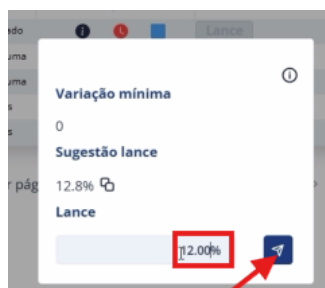 Lance
Variação mínima
0
Sugestão lance
12.8%
Lance
12.00%